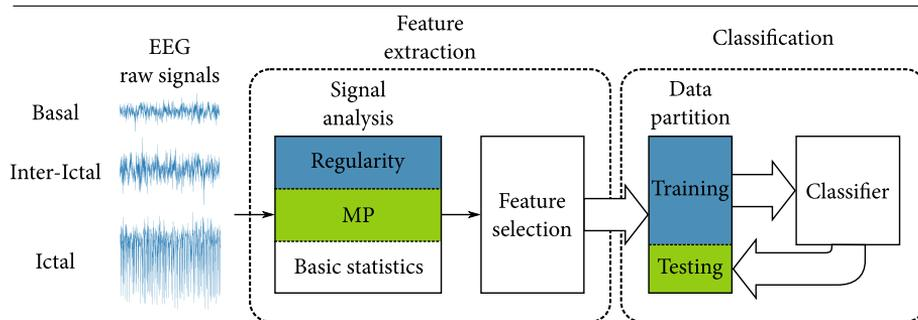 Feature
extraction
Classification
EEG
raw signals
Basal
Inter-Ictal
Ictal
Signal
analysis
Regularity
MP
Basic statistics
Feature
selection
Data
partition
Training
Testing
Classifier